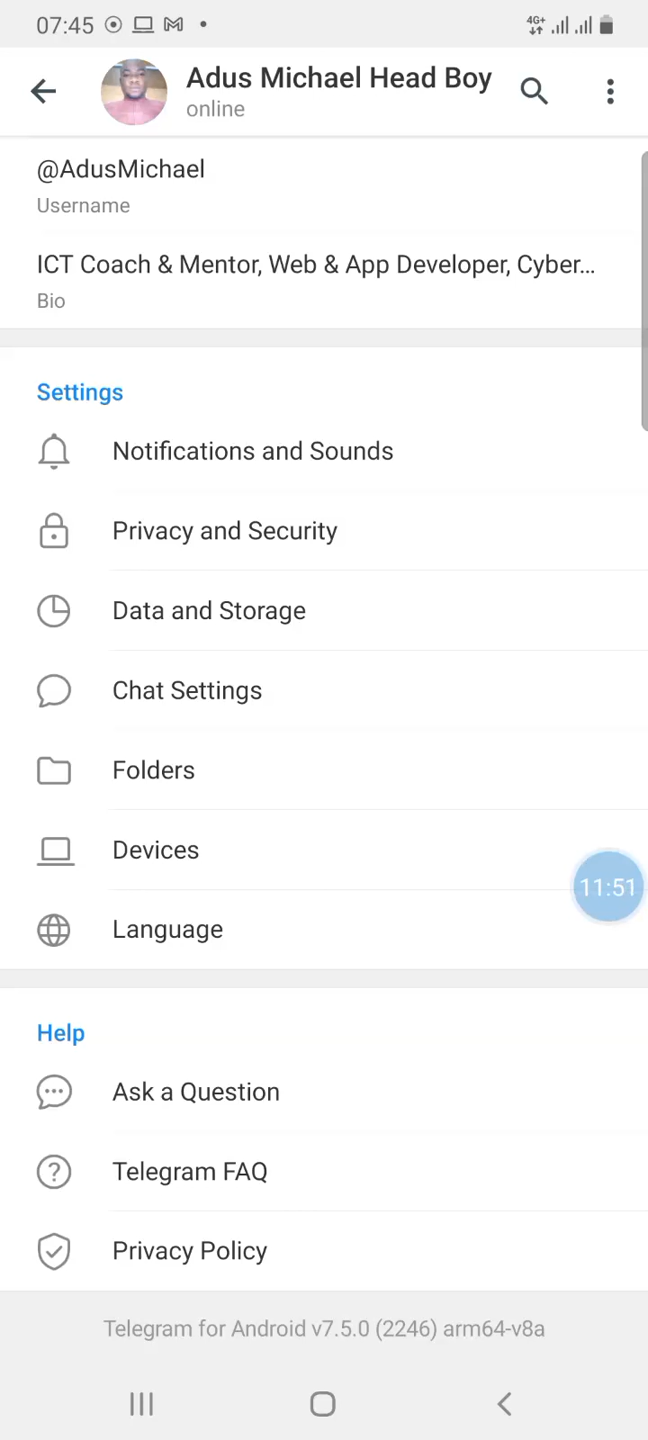 07:45
4G+
Adus Michael Head Boy
online
@AdusMichael
Username
ICT Coach & Mentor, Web & App Developer, Cyber...
Bio
Settings
Notifications and Sounds
Privacy and Security
Data and Storage
Chat Settings
Folders
Devices
11:51
Language
Help
Ask a Question
Telegram FAQ
Privacy Policy
Telegram for Android v7.5.0 (2246) arm64-v8a